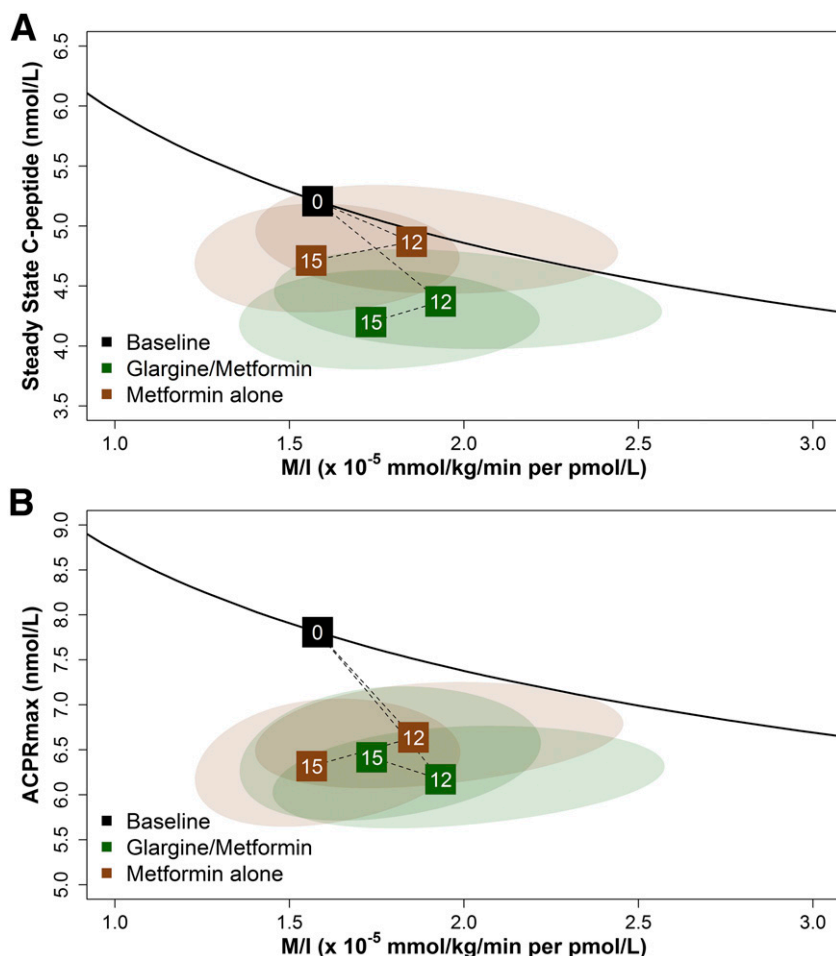 A
Steady State C-peptide (nmol/L)
6.5
6.0
5.5
5.0
4.5
4.0
3.5
0
12
15
12
15
Baseline
Glargine/Metformin
Metformin alone
1.0 1.5 2.0 2.5 3.0
M/I (x 10⁻⁵ mmol/kg/min per pmol/L)
B
ACPRmax (nmol/L)
9.0
8.5
8.0
7.5
7.0
6.5
6.0
5.5
5.0
0
12
15
15
12
Baseline
Glargine/Metformin
Metformin alone
1.0 1.5 2.0 2.5 3.0
M/I (x 10⁻⁵ mmol/kg/min per pmol/L)